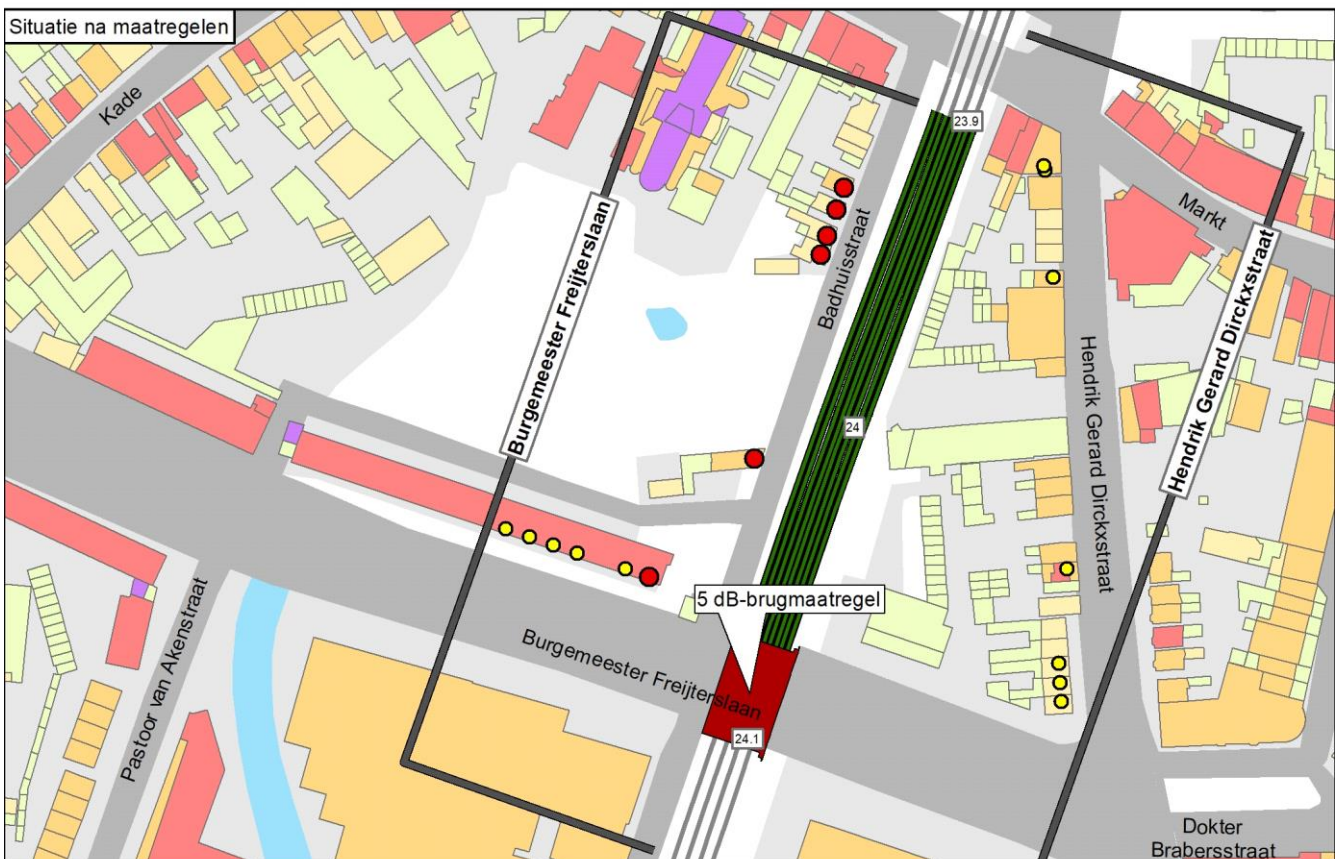 Situatie na maatregelen
Kade
23.9
Markt
Burgemeester Freijterslaan
Badhuisstraat
Hendrik Gerard Dirckxstraat
Hendrik Gerard Dirckxstraat
24
5 dB-brugmaatregel
Pastoor van Akenstraat
Burgemeester Freijterslaan
24.1
Dokter
Brabersstraat